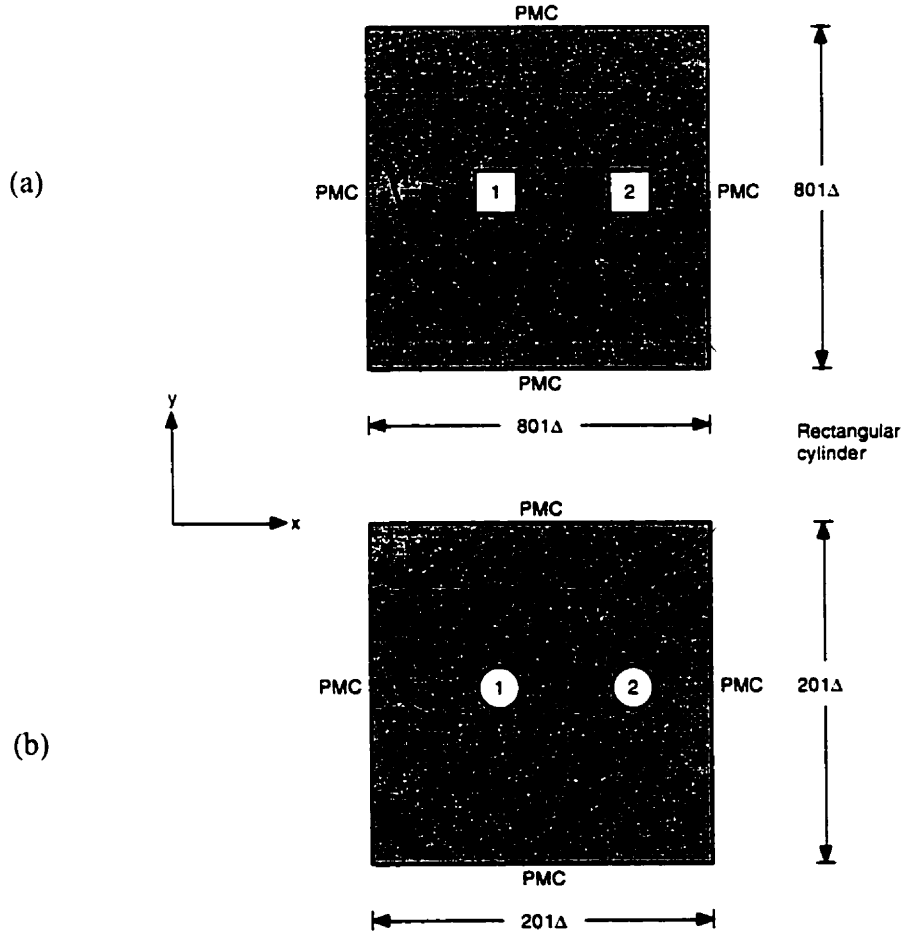 PMC
(a)
PMC
1
2
PMC
801Δ
PMC
801Δ
y
x
Rectangular
cylinder
PMC
PMC
1
2
PMC
201Δ
(b)
PMC
201Δ